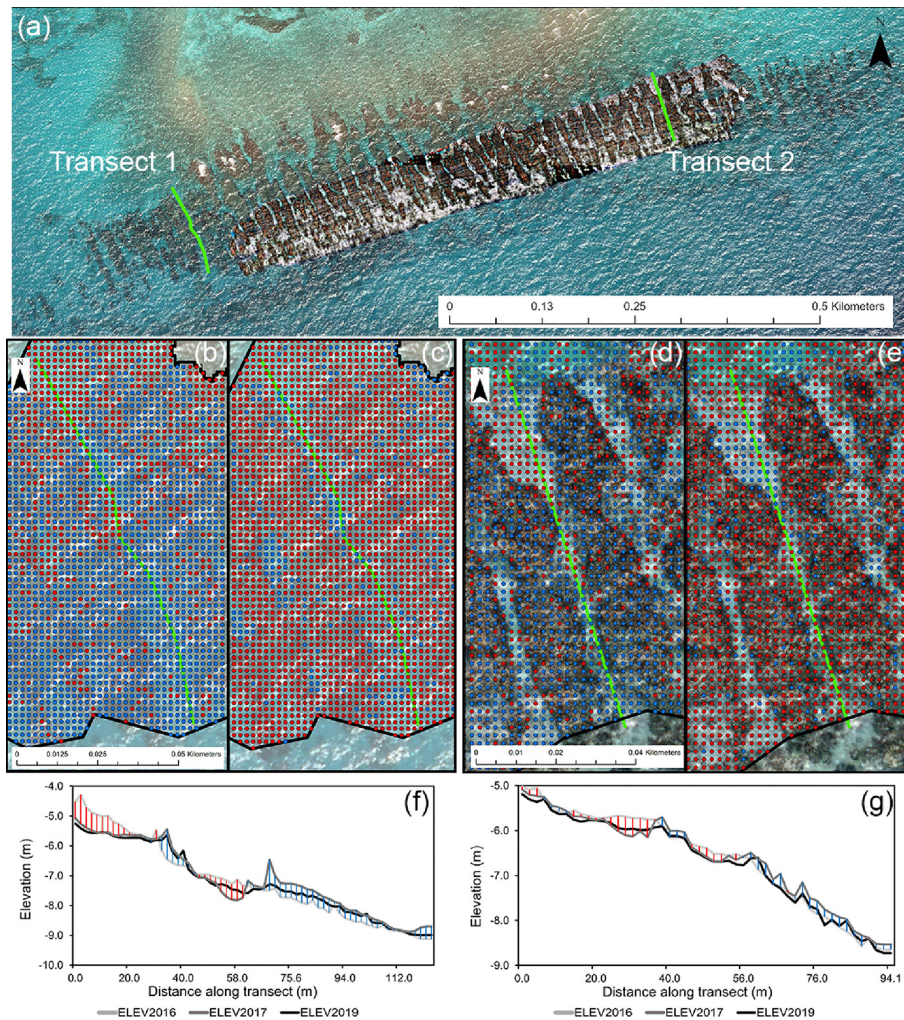 (a)
N
Transect 1
Transect 2
0 0.13 0.25 0.5 Kilometers
(b) (c) (d) (e)
N N
0 0.0125 0.025 0.05 Kilometers
0 0.01 0.02 0.04 Kilometers
(f)
-4.0
-5.0
-6.0
-7.0
-8.0
-9.0
-10.0
Elevation (m)
0.0 20.0 40.0 58.0 75.6 94.0 112.0
Distance along transect (m)
ELEV2016 ELEV2017 ELEV2019
(g)
-5.0
-6.0
-7.0
-8.0
-9.0
Elevation (m)
0.0 20.0 40.0 56.0 76.0 94.1
Distance along transect (m)
ELEV2016 ELEV2017 ELEV2019